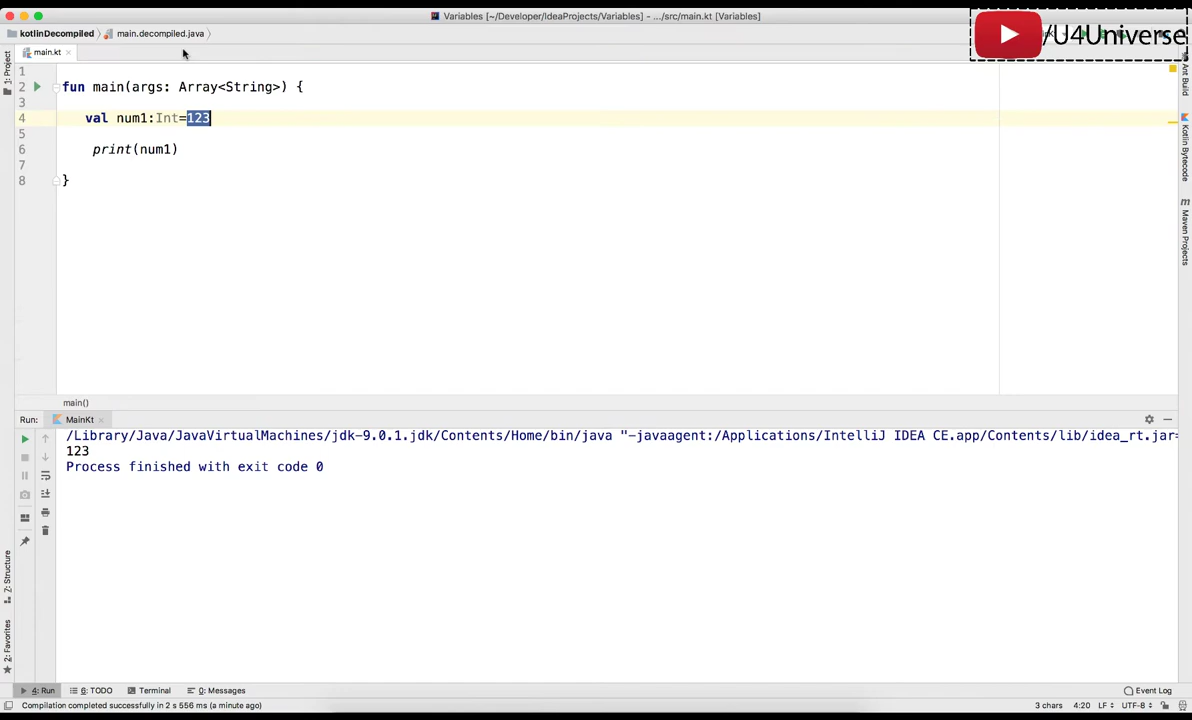 Variables [~/Developer/IdeaProjects/Variables] - .../src/main.kt [Variables]
/U4Universe
kotlinDecompiled
main.decompiled.java
main.kt
1: Project
Ant Build
Kotlin Bytecode
Maven Projects
1
2 fun main(args: Array<String>) {
3
4 val num1:Int=123
5
6 print(num1)
7
8 }
main()
Run: MainKt
/Library/Java/JavaVirtualMachines/jdk-9.0.1.jdk/Contents/Home/bin/java "-javaagent:/Applications/IntelliJ IDEA CE.app/Contents/lib/idea_rt.jar=
123
Process finished with exit code 0
Z: Structure
2: Favorites
4: Run 6: TODO Terminal 0: Messages
Event Log
Compilation completed successfully in 2 s 556 ms (a minute ago)
3 chars 4:20 LF UTF-8